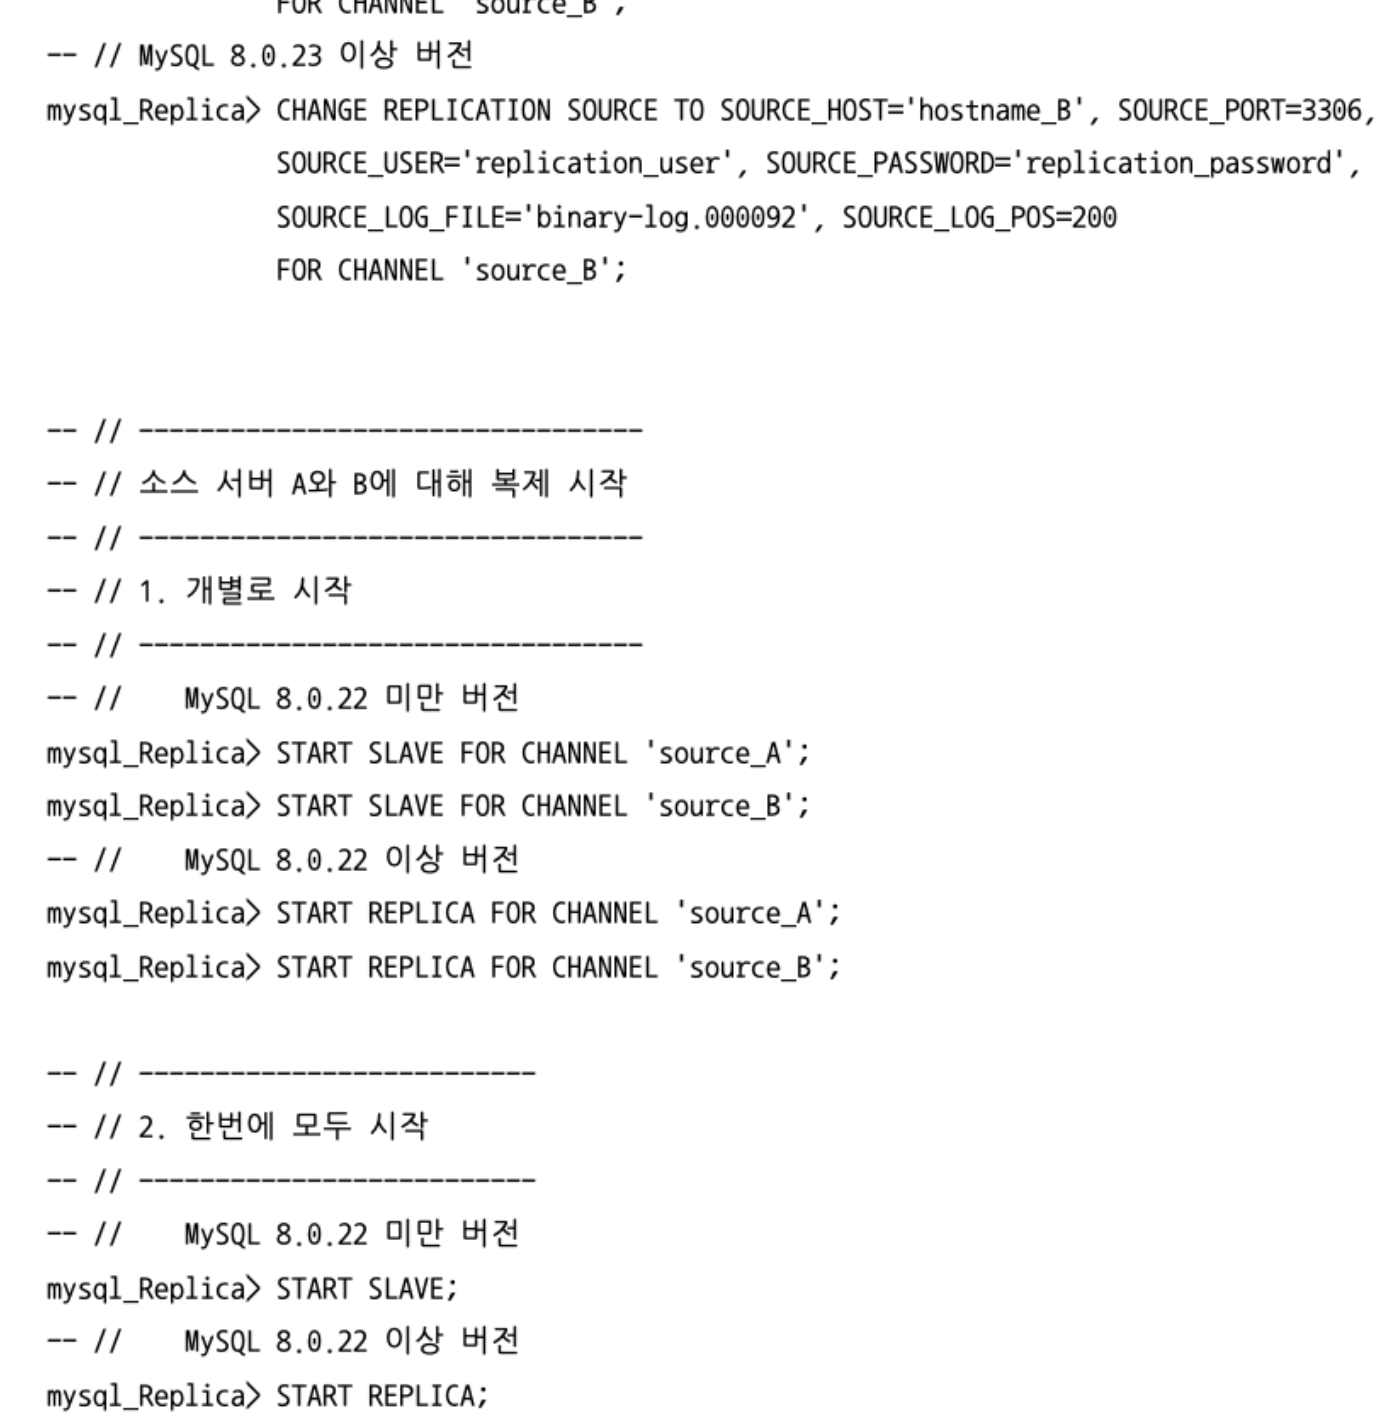 FOR CHANNEL 'source_B';
-- // MySQL 8.0.23 이상 버전
mysql_Replica> CHANGE REPLICATION SOURCE TO SOURCE_HOST='hostname_B', SOURCE_PORT=3306,
SOURCE_USER='replication_user', SOURCE_PASSWORD='replication_password',
SOURCE_LOG_FILE='binary-log.000092', SOURCE_LOG_POS=200
FOR CHANNEL 'source_B';
-- // ---------------------------------
-- // 소스 서버 A와 B에 대해 복제 시작
-- // ---------------------------------
-- // 1. 개별로 시작
-- // ---------------------------------
-- //    MySQL 8.0.22 미만 버전
mysql_Replica> START SLAVE FOR CHANNEL 'source_A';
mysql_Replica> START SLAVE FOR CHANNEL 'source_B';
-- //    MySQL 8.0.22 이상 버전
mysql_Replica> START REPLICA FOR CHANNEL 'source_A';
mysql_Replica> START REPLICA FOR CHANNEL 'source_B';
-- // --------------------------
-- // 2. 한번에 모두 시작
-- // --------------------------
-- //    MySQL 8.0.22 미만 버전
mysql_Replica> START SLAVE;
-- //    MySQL 8.0.22 이상 버전
mysql_Replica> START REPLICA;